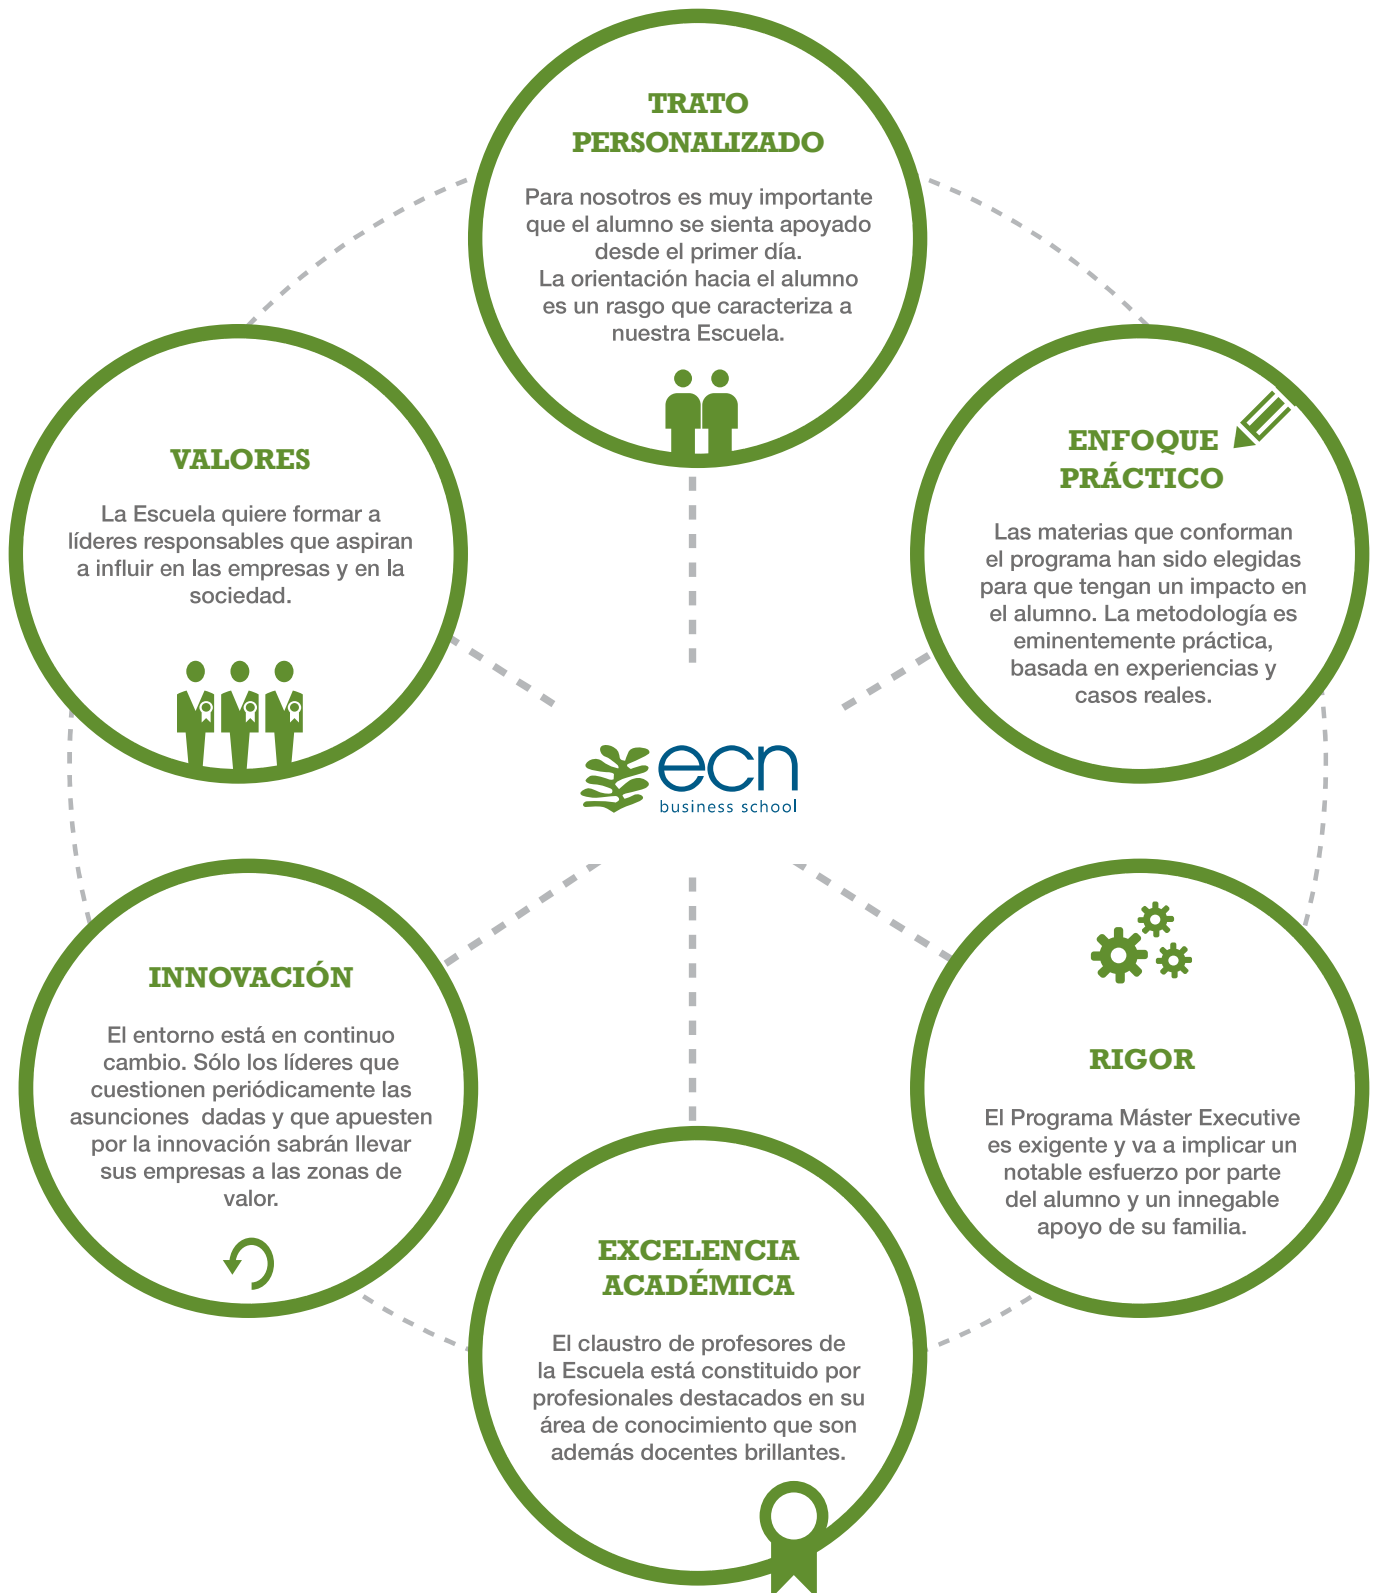 TRATO
PERSONALIZADO
Para nosotros es muy importante
que el alumno se sienta apoyado
desde el primer día.
La orientación hacia el alumno
es un rasgo que caracteriza a
nuestra Escuela.
VALORES
La Escuela quiere formar a
líderes responsables que aspiran
a influir en las empresas y en la
sociedad.
ENFOQUE
PRÁCTICO
Las materias que conforman
el programa han sido elegidas
para que tengan un impacto en
el alumno. La metodología es
eminentemente práctica,
basada en experiencias y
casos reales.
ecn
business school
INNOVACIÓN
El entorno está en continuo
cambio. Sólo los líderes que
cuestionen periódicamente las
asunciones dadas y que apuesten
por la innovación sabrán llevar
sus empresas a las zonas de
valor.
RIGOR
El Programa Máster Executive
es exigente y va a implicar un
notable esfuerzo por parte
del alumno y un innegable
apoyo de su familia.
EXCELENCIA
ACADÉMICA
El claustro de profesores de
la Escuela está constituido por
profesionales destacados en su
área de conocimiento que son
además docentes brillantes.